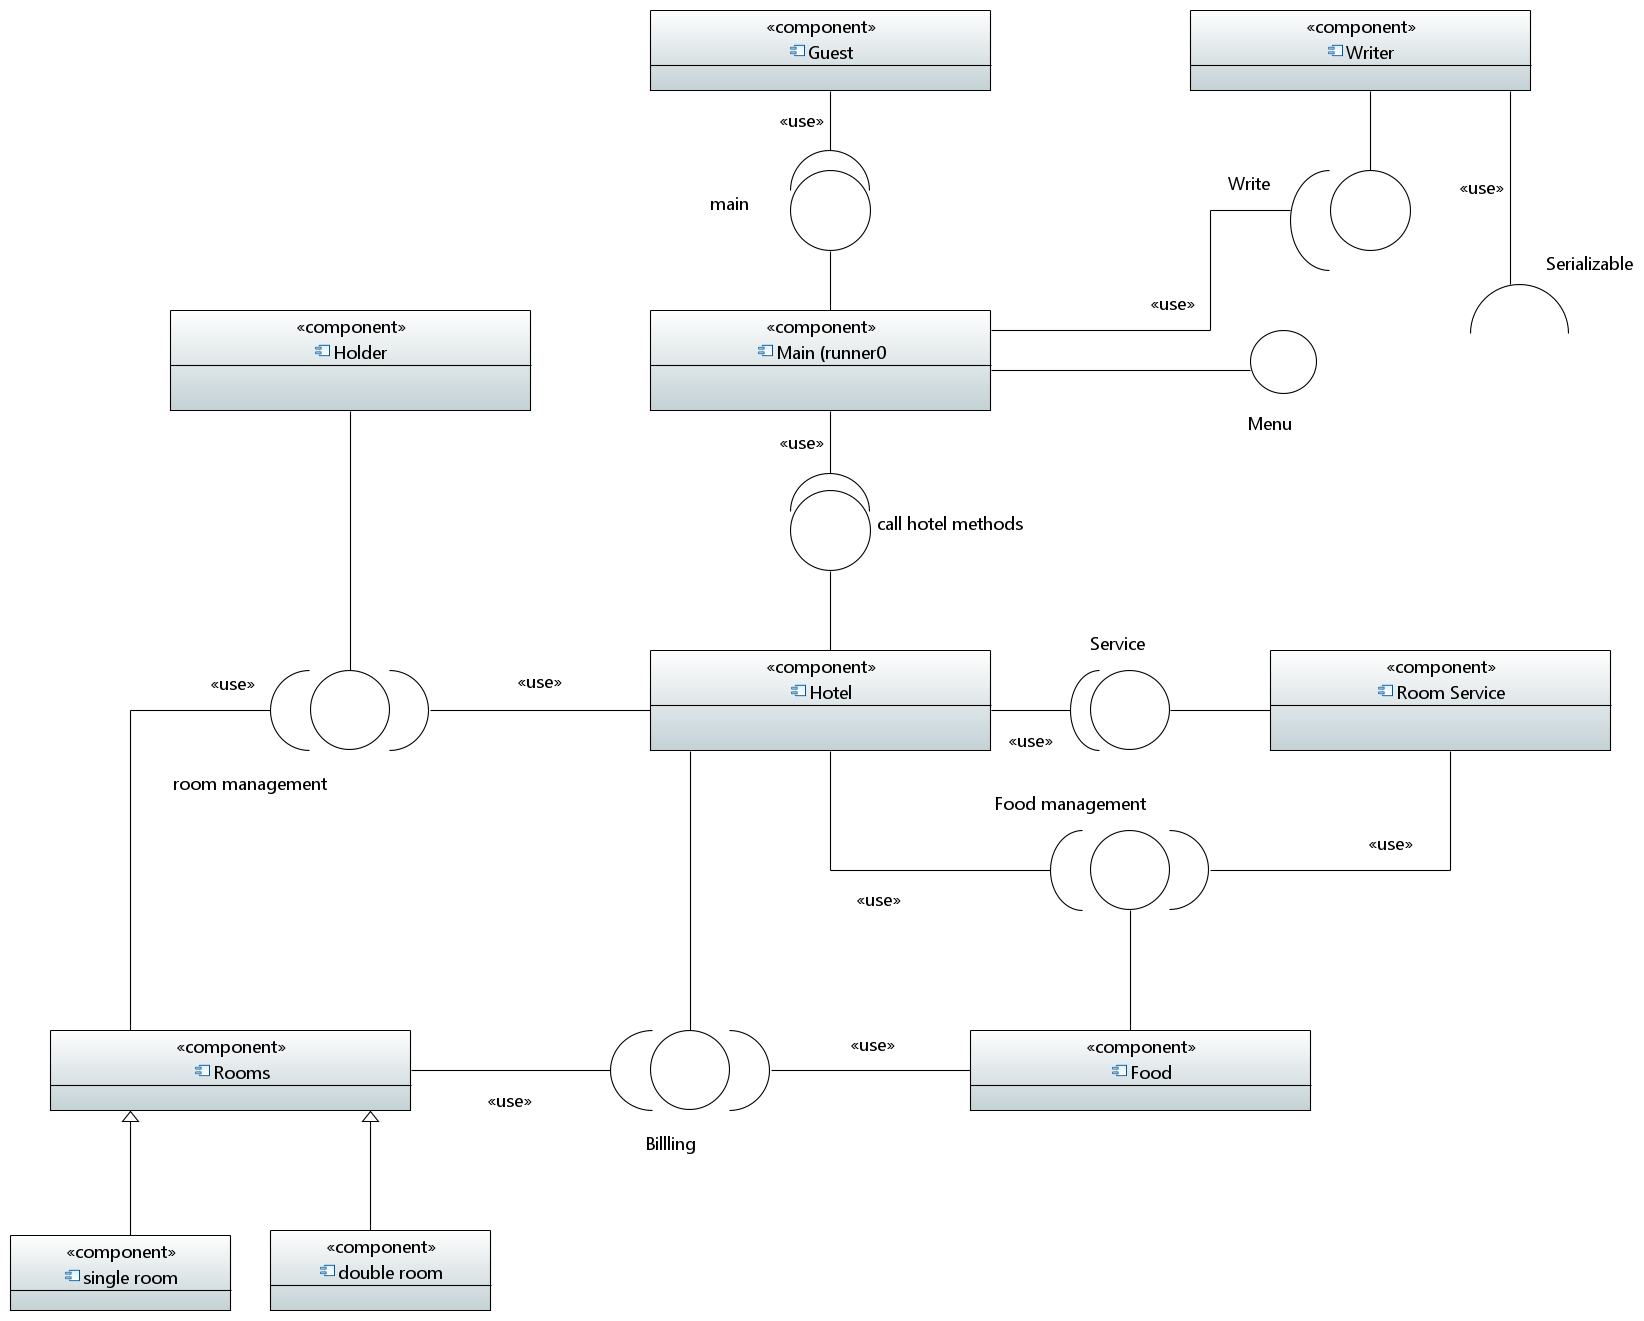 «component»
Guest
«component»
Writer
«use»
main
Write
«use»
Serializable
«use»
«component»
Holder
«component»
Main (runner0
Menu
«use»
call hotel methods
Service
«component»
Hotel
«component»
Room Service
«use»
«use»
«use»
room management
Food management
«use»
«use»
«component»
Rooms
«use»
«component»
Food
«use»
Billling
«component»
single room
«component»
double room